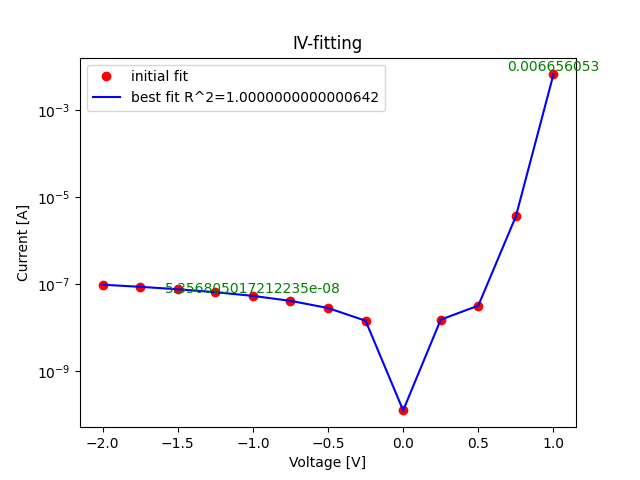 IV-fitting
initial fit
best fit R^2=1.0000000000000642
0.006656053
5.356805017212235e-08
10⁻³
10⁻⁵
10⁻⁷
10⁻⁹
Current [A]
−2.0 −1.5 −1.0 −0.5 0.0 0.5 1.0
Voltage [V]